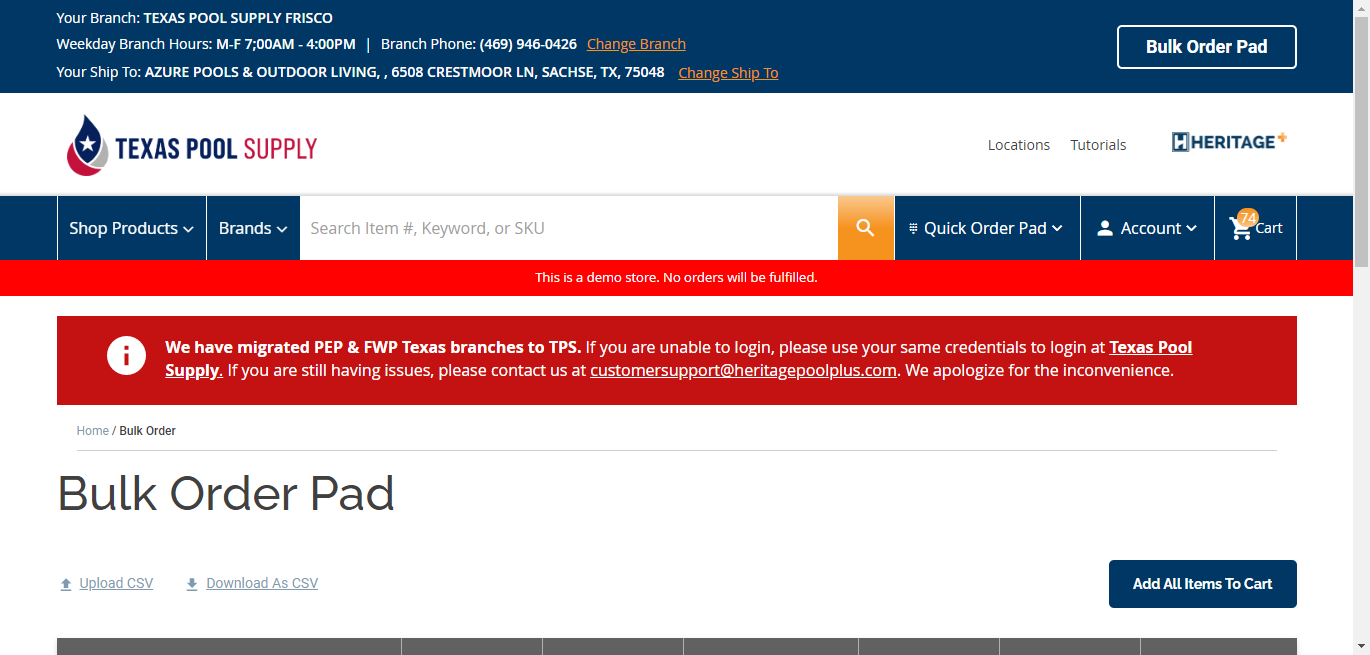 Your Branch: TEXAS POOL SUPPLY FRISCO
Weekday Branch Hours: M-F 7;00AM - 4:00PM | Branch Phone: (469) 946-0426 Change Branch
Your Ship To: AZURE POOLS & OUTDOOR LIVING, , 6508 CRESTMOOR LN, SACHSE, TX, 75048 Change Ship To
Bulk Order Pad
TEXAS POOL SUPPLY
Locations Tutorials HERITAGE+
Shop Products Brands Search Item #, Keyword, or SKU Quick Order Pad Account 74 Cart
This is a demo store. No orders will be fulfilled.
We have migrated PEP & FWP Texas branches to TPS. If you are unable to login, please use your same credentials to login at Texas Pool
Supply. If you are still having issues, please contact us at customersupport@heritagepoolplus.com. We apologize for the inconvenience.
Home / Bulk Order
Bulk Order Pad
Upload CSV Download As CSV Add All Items To Cart